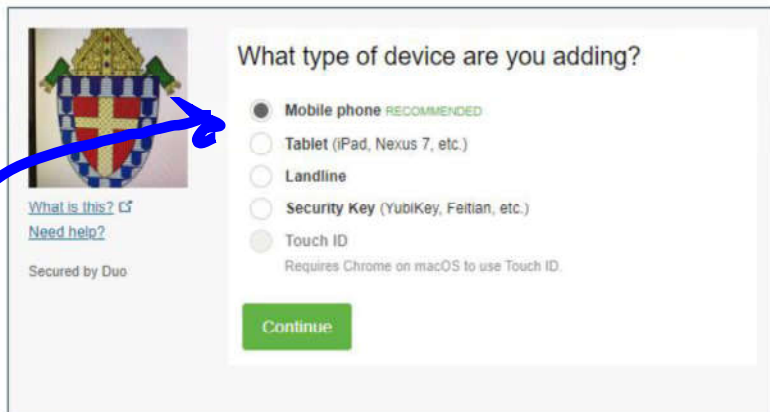 What type of device are you adding?
Mobile phone RECOMMENDED
Tablet (iPad, Nexus 7, etc.)
Landline
Security Key (YubiKey, Feitian, etc.)
Touch ID
Requires Chrome on macOS to use Touch ID.
Continue
What is this?
Need help?
Secured by Duo